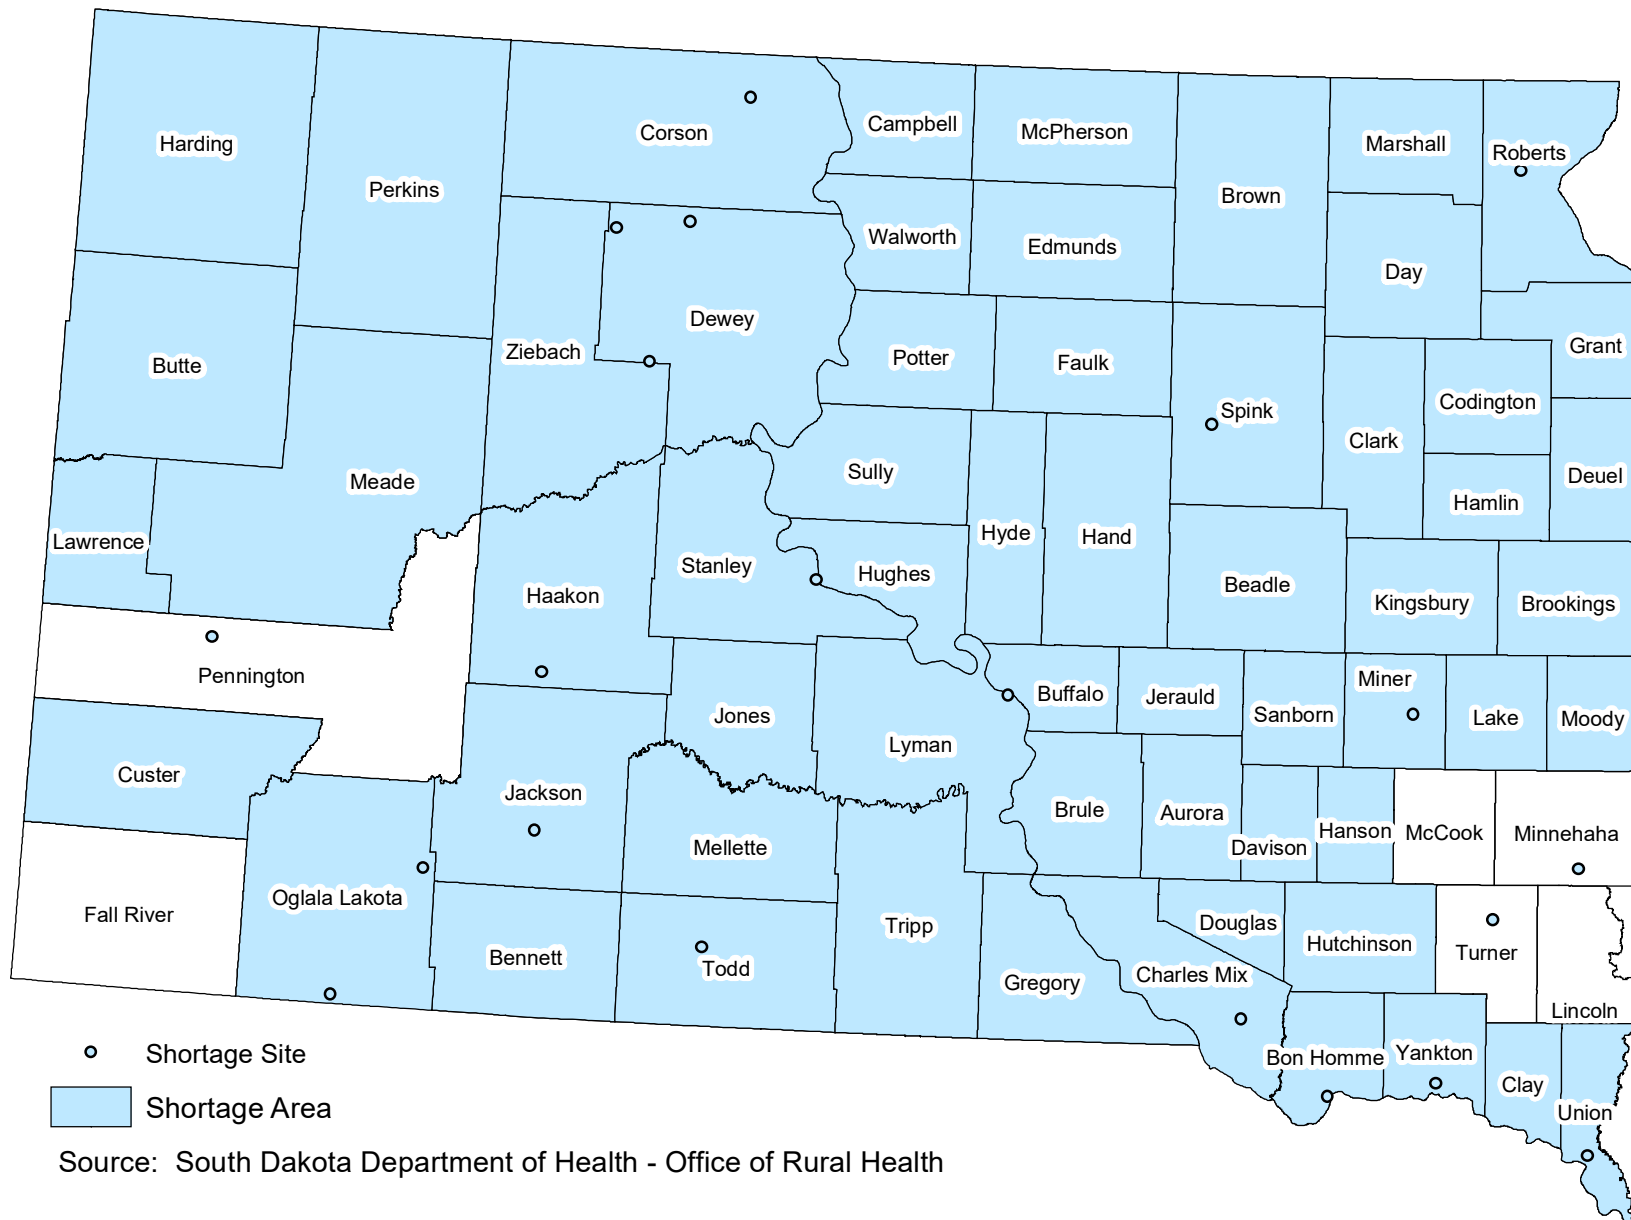 Harding
Perkins
Corson
Campbell
McPherson
Brown
Marshall
Roberts
Walworth
Edmunds
Day
Butte
Ziebach
Dewey
Potter
Faulk
Spink
Grant
Codington
Clark
Meade
Sully
Hamlin
Deuel
Lawrence
Stanley
Hughes
Hyde
Hand
Haakon
Beadle
Kingsbury
Brookings
Pennington
Buffalo
Jerauld
Miner
Jones
Sanborn
Lake
Moody
Lyman
Custer
Jackson
Brule
Aurora
Hanson
McCook
Minnehaha
Mellette
Davison
Fall River
Oglala Lakota
Tripp
Douglas
Hutchinson
Turner
Bennett
Todd
Gregory
Charles Mix
Lincoln
Bon Homme
Yankton
Clay
Union
Shortage Site
Shortage Area
Source: South Dakota Department of Health - Office of Rural Health